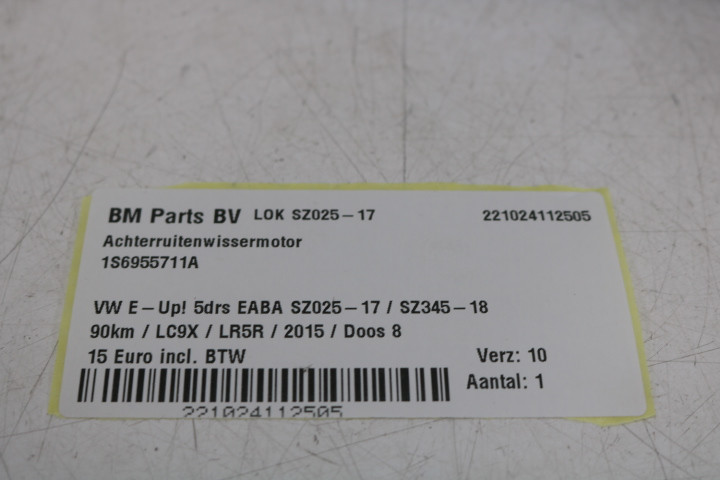 BM Parts BV LOK SZ025-17 221024112505
Achterruitenwissermotor
1S6955711A
VW E-Up! 5drs EABA SZ025-17 / SZ345-18
90km / LC9X / LR5R / 2015 / Doos 8
15 Euro incl. BTW Verz: 10
Aantal: 1
221024112505